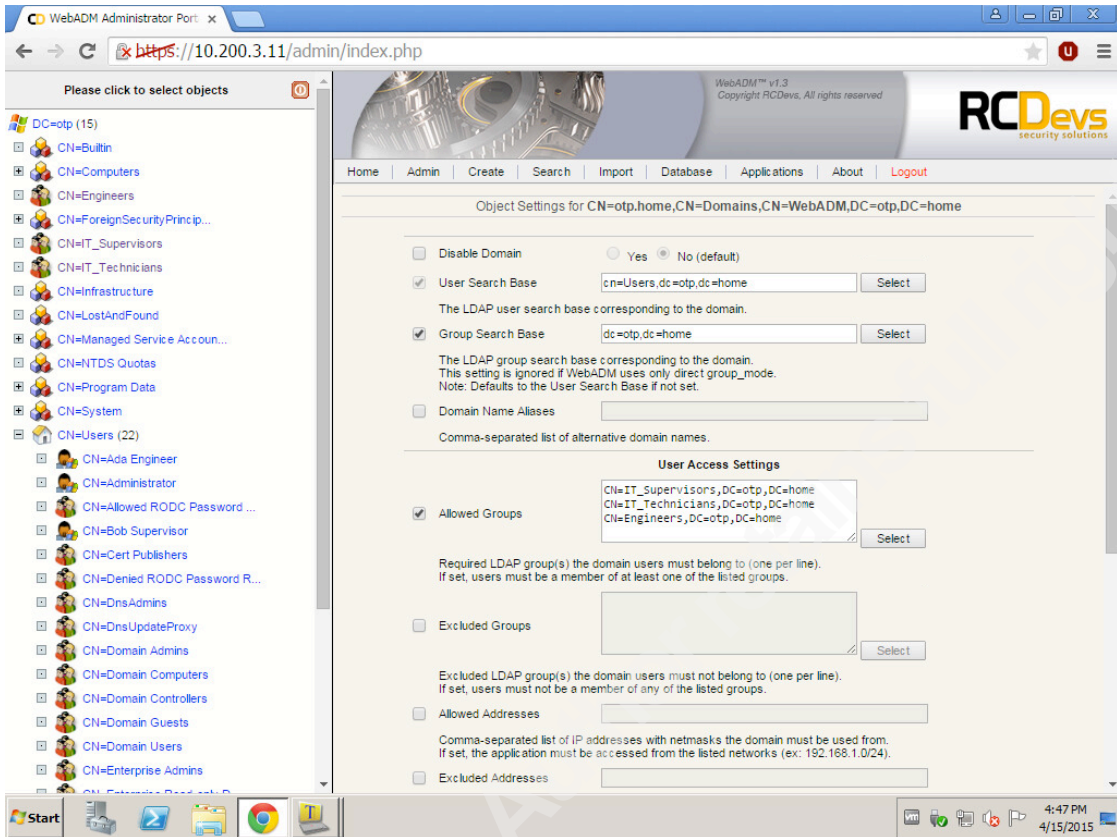 WebADM Administrator Port
https://10.200.3.11/admin/index.php
Please click to select objects
DC=otp (15)
CN=Builtin
CN=Computers
CN=Engineers
CN=ForeignSecurityPrincip...
CN=IT_Supervisors
CN=IT_Technicians
CN=Infrastructure
CN=LostAndFound
CN=Managed Service Accoun...
CN=NTDS Quotas
CN=Program Data
CN=System
CN=Users (22)
CN=Ada Engineer
CN=Administrator
CN=Allowed RODC Password ...
CN=Bob Supervisor
CN=Cert Publishers
CN=Denied RODC Password R...
CN=DnsAdmins
CN=DnsUpdateProxy
CN=Domain Admins
CN=Domain Computers
CN=Domain Controllers
CN=Domain Guests
CN=Domain Users
CN=Enterprise Admins
WebADM™ v1.3
Copyright RCDevs, All rights reserved
RCDevs
security solutions
Home Admin Create Search Import Database Applications About Logout
Object Settings for CN=otp.home,CN=Domains,CN=WebADM,DC=otp,DC=home
Disable Domain Yes No (default)
User Search Base cn=Users,dc=otp,dc=home Select
The LDAP user search base corresponding to the domain.
Group Search Base dc=otp,dc=home Select
The LDAP group search base corresponding to the domain.
This setting is ignored if WebADM uses only direct group_mode.
Note: Defaults to the User Search Base if not set.
Domain Name Aliases
Comma-separated list of alternative domain names.
User Access Settings
CN=IT_Supervisors,DC=otp,DC=home
CN=IT_Technicians,DC=otp,DC=home
CN=Engineers,DC=otp,DC=home
Allowed Groups
Select
Required LDAP group(s) the domain users must belong to (one per line).
If set, users must be a member of at least one of the listed groups.
Excluded Groups
Select
Excluded LDAP group(s) the domain users must not belong to (one per line).
If set, users must not be a member of any of the listed groups.
Allowed Addresses
Comma-separated list of IP addresses with netmasks the domain must be used from.
If set, the application must be accessed from the listed networks (ex: 192.168.1.0/24).
Excluded Addresses
Start
4:47 PM
4/15/2015